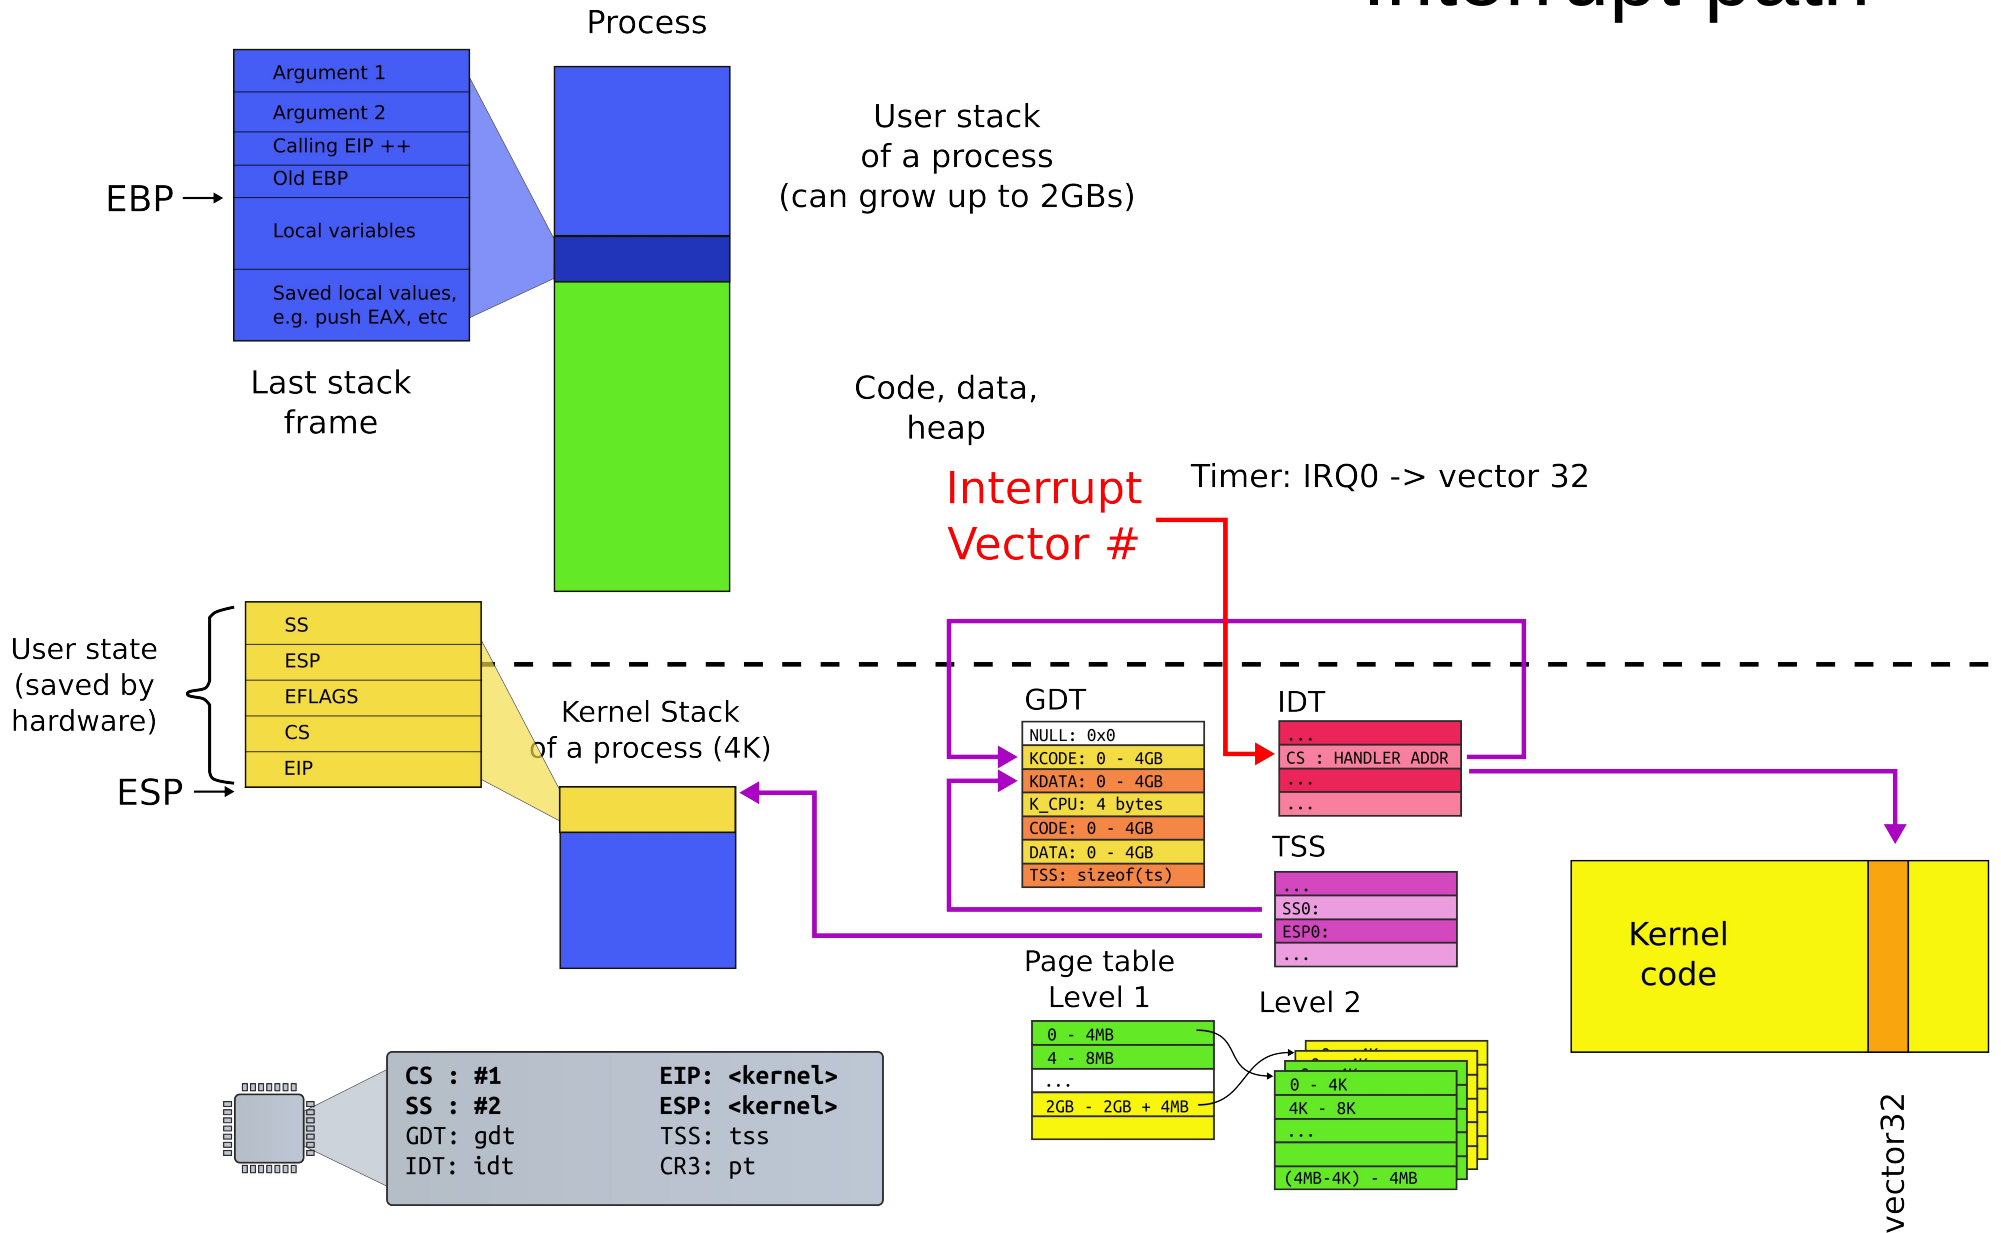 Interrupt path
Process
Argument 1
Argument 2
Calling EIP ++
Old EBP
Local variables
Saved local values,
e.g. push EAX, etc
EBP
Last stack
frame
User stack
of a process
(can grow up to 2GBs)
Code, data,
heap
Interrupt
Vector #
Timer: IRQ0 -> vector 32
User state
(saved by
hardware)
SS
ESP
EFLAGS
CS
EIP
ESP
Kernel Stack
of a process (4K)
GDT
NULL: 0x0
KCODE: 0 - 4GB
KDATA: 0 - 4GB
K_CPU: 4 bytes
CODE: 0 - 4GB
DATA: 0 - 4GB
TSS: sizeof(ts)
IDT
...
CS : HANDLER ADDR
...
...
TSS
...
SS0:
ESP0:
...
Kernel
code
vector32
Page table
Level 1
0 - 4MB
4 - 8MB
...
2GB - 2GB + 4MB
Level 2
0 - 4K
4K - 8K
...
(4MB-4K) - 4MB
CS : #1 EIP: <kernel>
SS : #2 ESP: <kernel>
GDT: gdt TSS: tss
IDT: idt CR3: pt